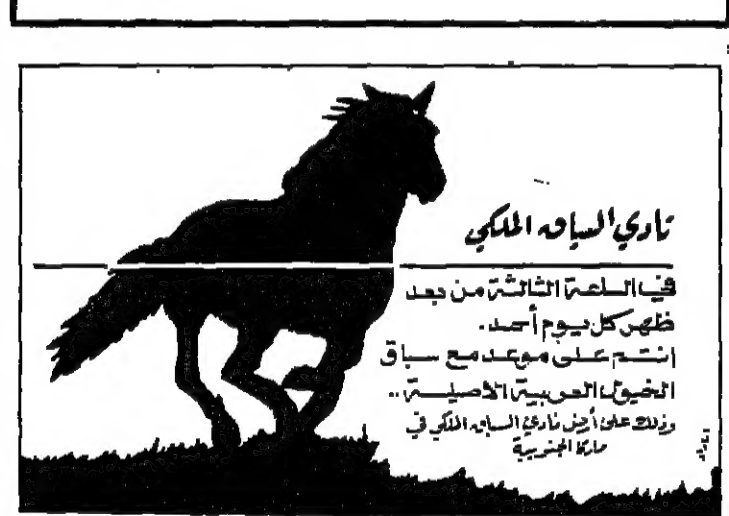 نادي السباق الملكي
في الساعة الثالثة من بعد
ظهر كل يوم أحد.
انتم على موعد مع سباق
الخيول العربية الأصيلة ..
وذلك على أرض نادي السباق الملكي في
ماركا الجنوبية